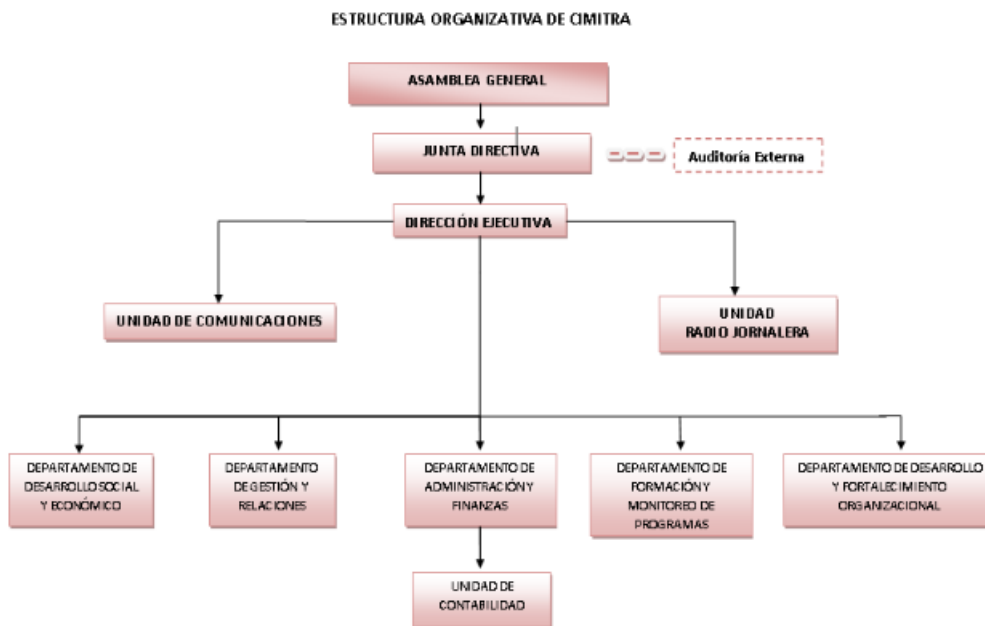 ESTRUCTURA ORGANIZATIVA DE CIMITRA
ASAMBLEA GENERAL
JUNTA DIRECTIVA
Auditoría Externa
DIRECCIÓN EJECUTIVA
UNIDAD DE COMUNICACIONES
UNIDAD
RADIO JORNALERA
DEPARTAMENTO DE
DESARROLLO SOCIAL
Y ECONÓMICO
DEPARTAMENTO
DE GESTIÓN Y
RELACIONES
DEPARTAMENTO DE
ADMINISTRACIÓN Y
FINANZAS
DEPARTAMENTO DE
FORMACIÓN Y
MONITOREO DE
PROGRAMAS
DEPARTAMENTO DE DESARROLLO
Y FORTALECIMIENTO
ORGANIZACIONAL
UNIDAD DE
CONTABILIDAD